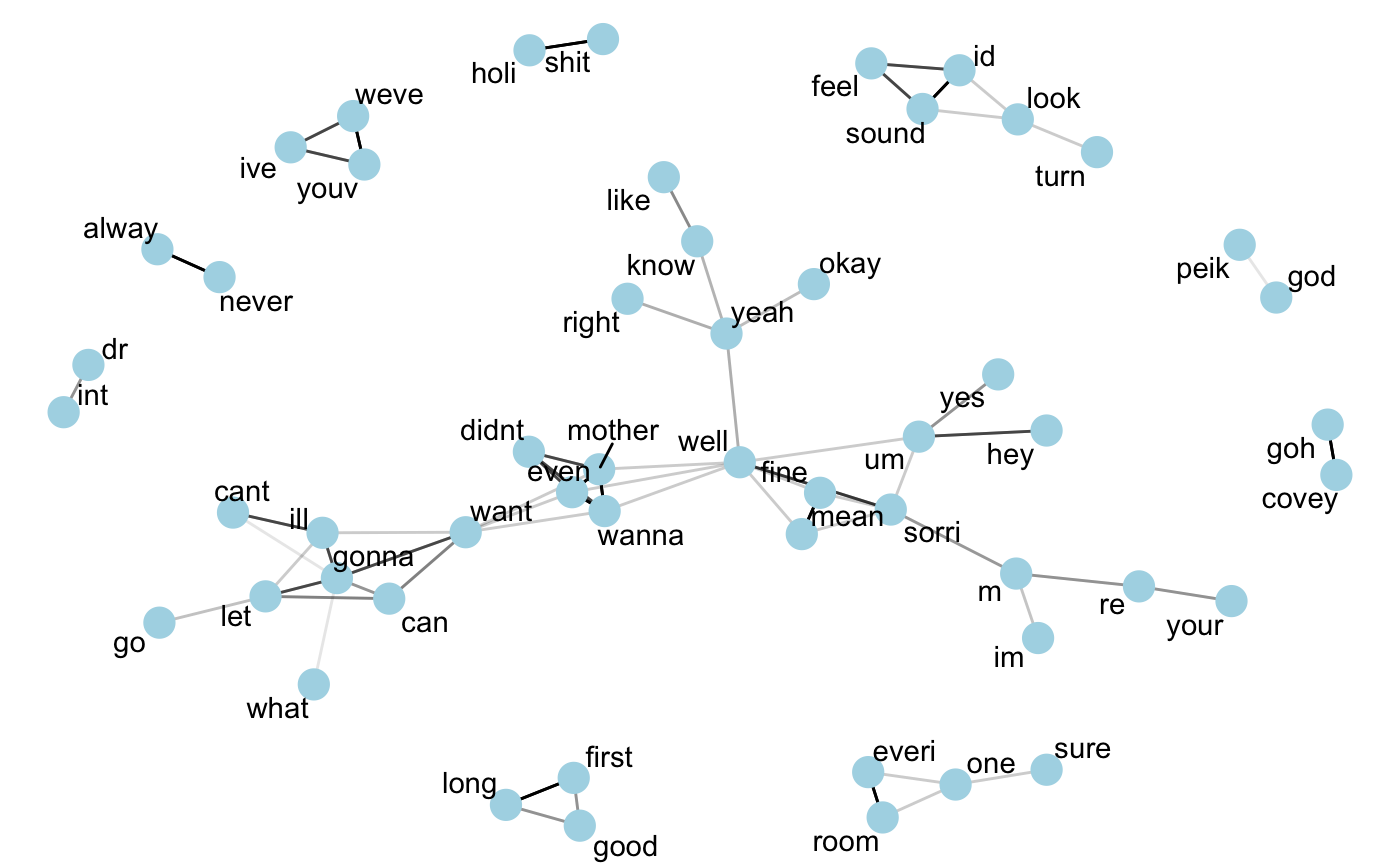 holi
shit
id
feel
look
weve
sound
ive
turn
youv
like
alway
okay
know
peik
god
never
yeah
right
dr
int
yes
didnt
mother
well
um
hey
goh
even
fine
cant
covey
want
mean
ill
wanna
sorri
gonna
m
re
let
can
your
go
im
what
first
everi
one
sure
long
room
good